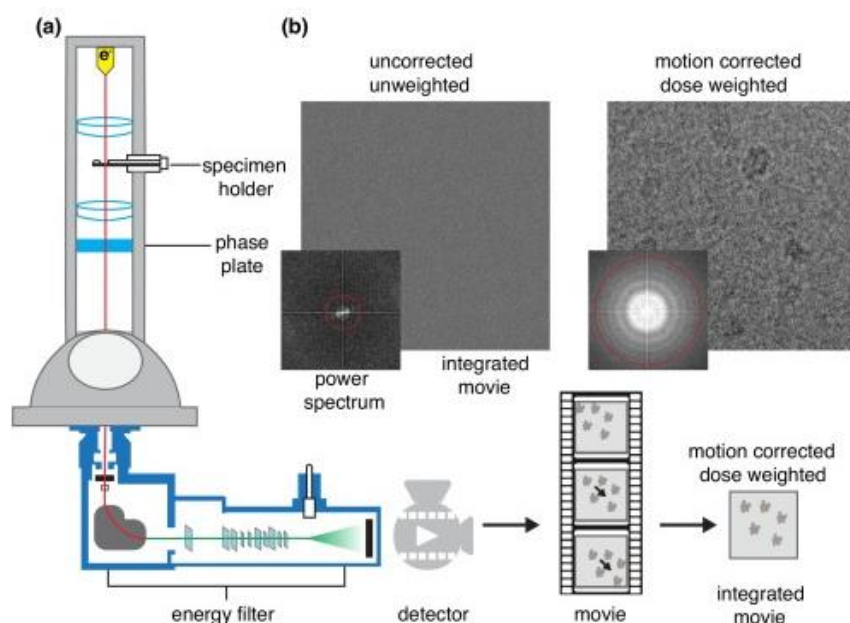 (a)
e-
specimen
holder
phase
plate
energy filter
(b)
uncorrected
unweighted
motion corrected
dose weighted
power
spectrum
integrated
movie
detector
movie
motion corrected
dose weighted
integrated
movie